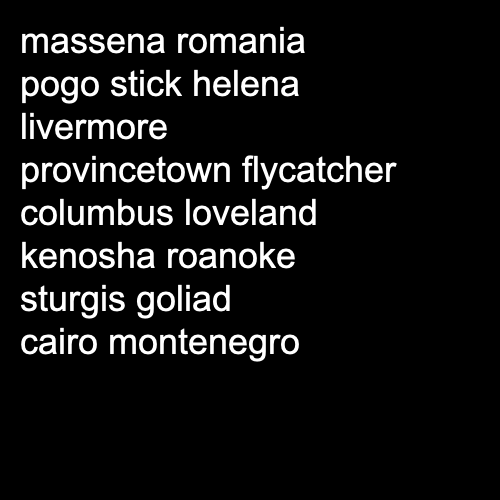 massena romania
pogo stick helena
livermore
provincetown flycatcher
columbus loveland
kenosha roanoke
sturgis goliad
cairo montenegro